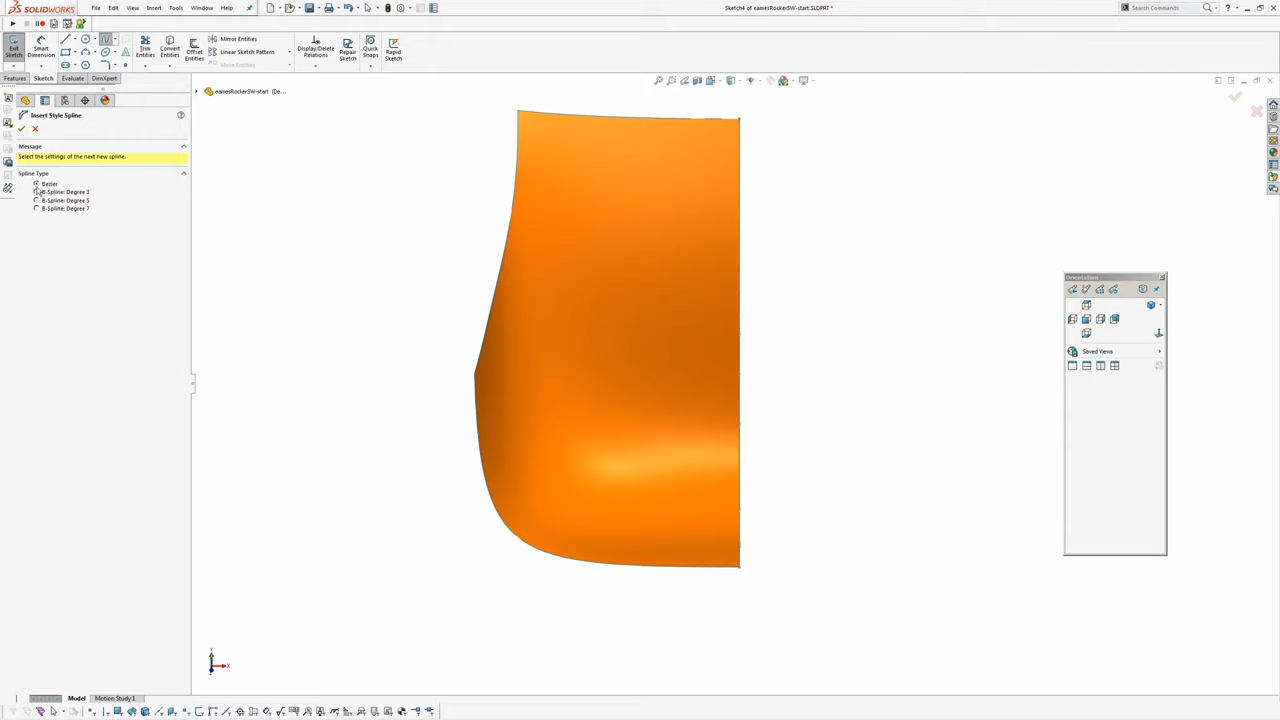 SOLIDWORKS
File
Edit
View
Insert
Tools
Window
Help
Sketch4 of eamesRockerSW-start.SLDPRT *
Search Commands
Exit Sketch
Smart Dimension
Trim Entities
Convert Entities
Offset Entities
Mirror Entities
Linear Sketch Pattern
Move Entities
Display/Delete Relations
Repair Sketch
Quick Snaps
Rapid Sketch
Features
Sketch
Evaluate
DimXpert
eamesRockerSW-start (De...
Insert Style Spline
Message
Select the settings of the next new spline.
Spline Type
Bezier
B-Spline: Degree 3
B-Spline: Degree 5
B-Spline: Degree 7
Orientation
Saved Views
Y
X
Model
Motion Study 1